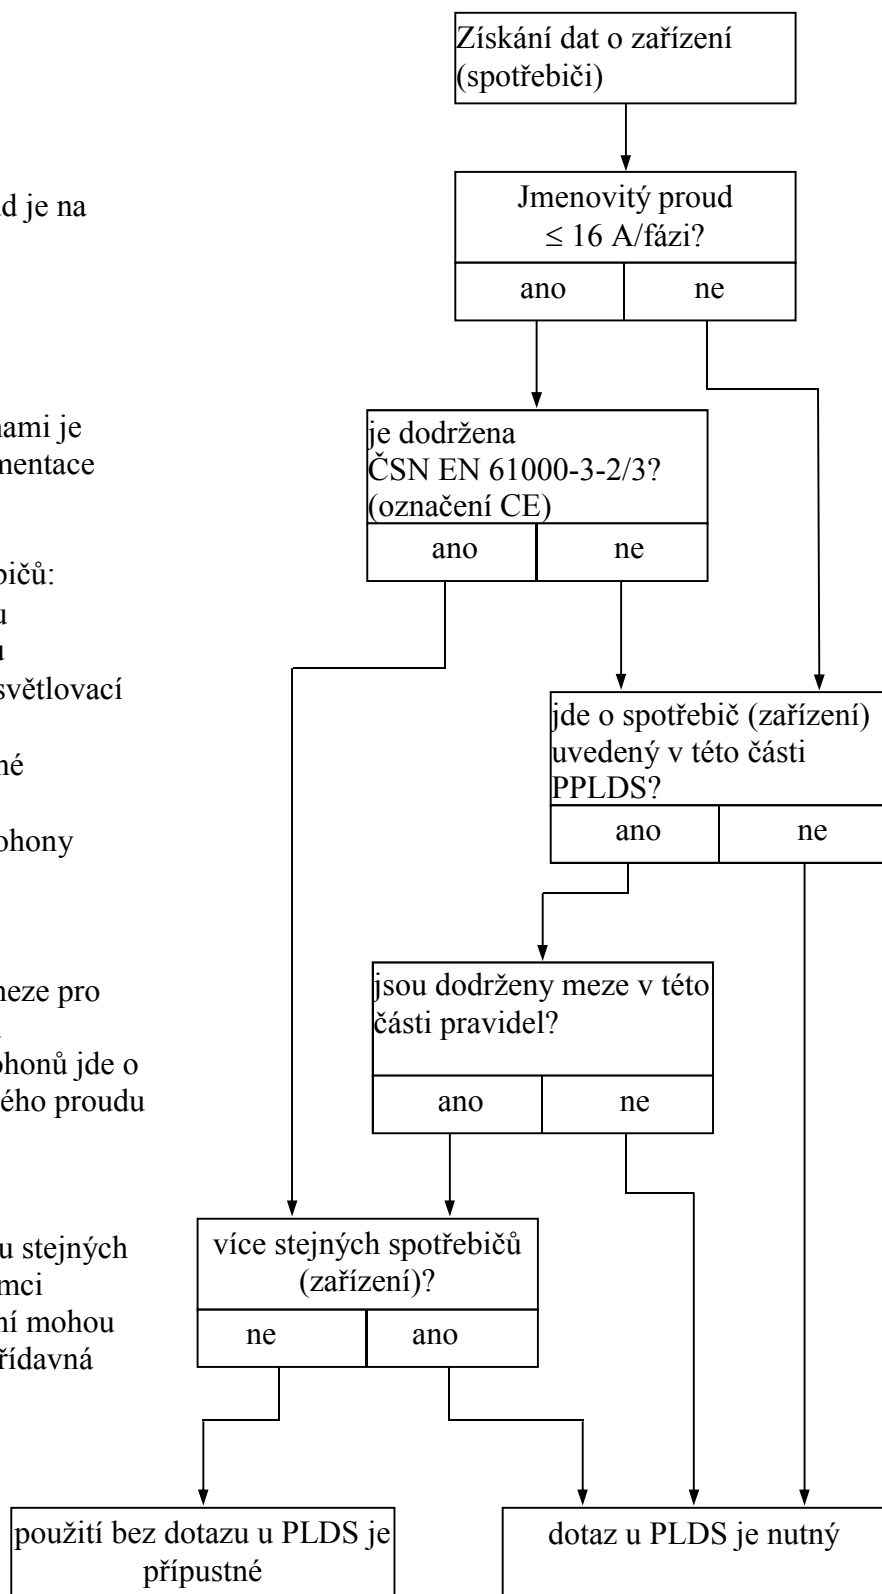 Získání dat o zařízení
(spotřebiči)
d je na
Jmenovitý proud
≤ 16 A/fázi?
ano
ne
nami je
mentace
je dodržena
ČSN EN 61000-3-2/3?
(označení CE)
ano
ne
bičů:
u
u
světlovací
né
ohony
jde o spotřebič (zařízení)
uvedený v této části
PPLDS?
ano
ne
neze pro
ohonů jde o
ého proudu
jsou dodrženy meze v této
části pravidel?
ano
ne
u stejných
mci
ní mohou
řídavná
více stejných spotřebičů
(zařízení)?
ne
ano
použití bez dotazu u PLDS je
přípustné
dotaz u PLDS je nutný